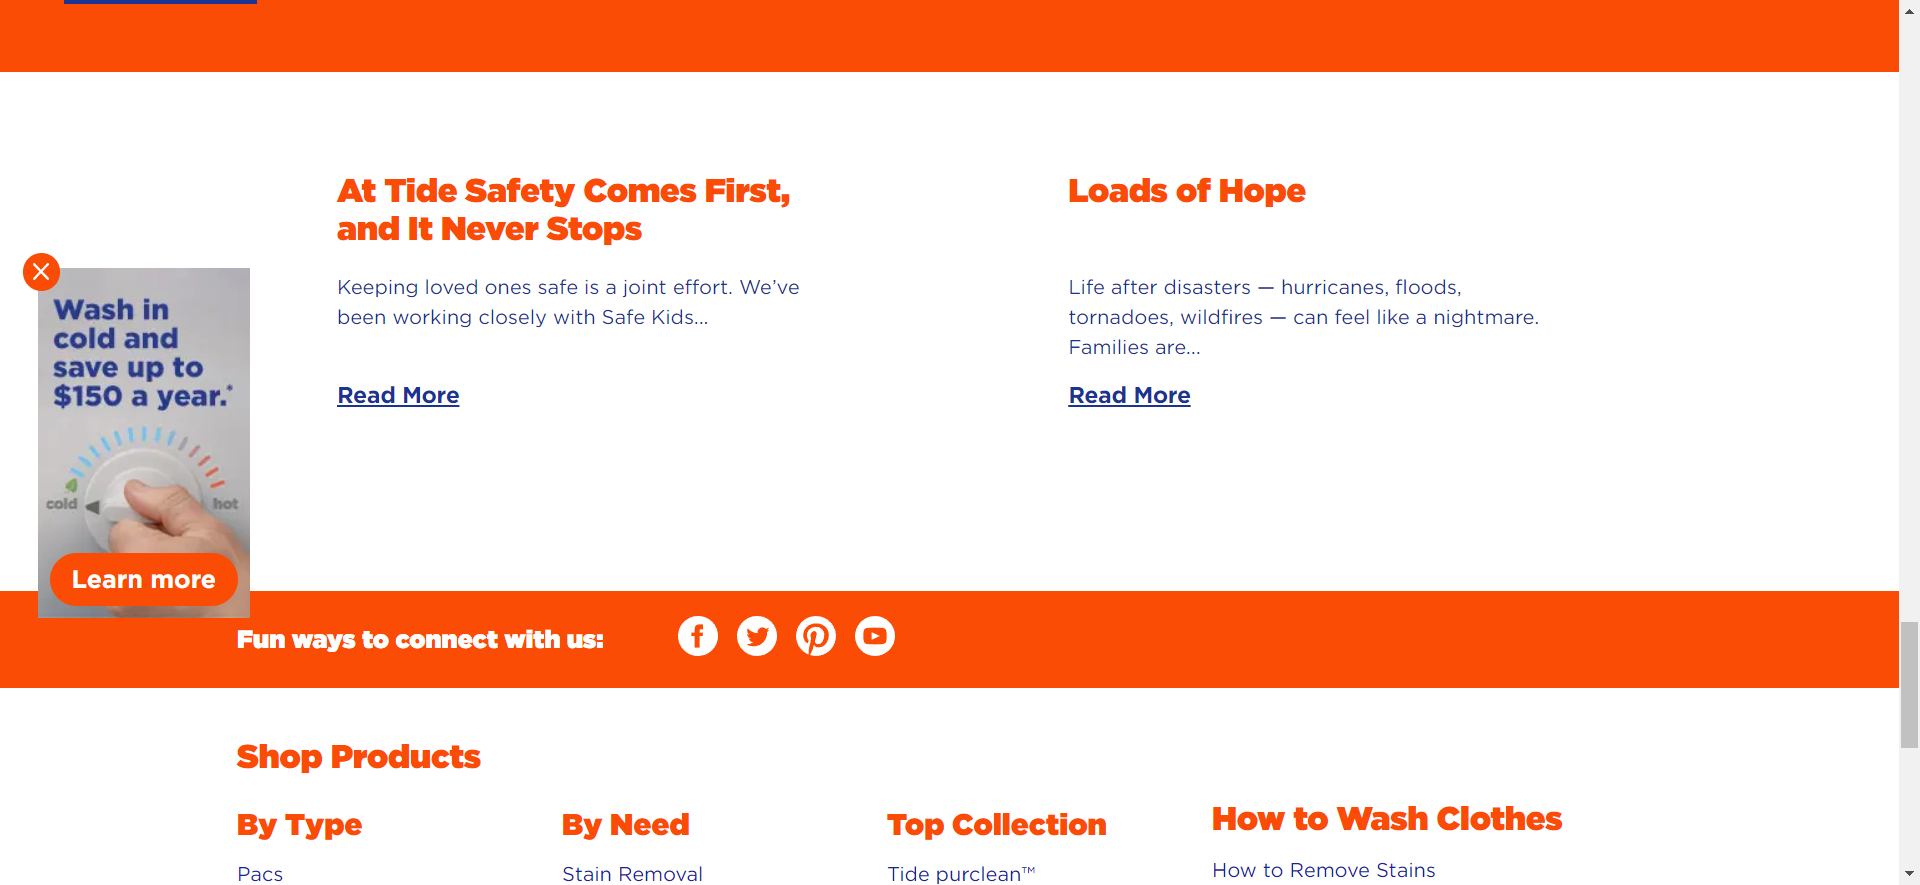 At Tide Safety Comes First,
and It Never Stops
Keeping loved ones safe is a joint effort. We’ve
been working closely with Safe Kids...
Read More
Loads of Hope
Life after disasters — hurricanes, floods,
tornadoes, wildfires — can feel like a nightmare.
Families are...
Read More
Wash in
cold and
save up to
$150 a year.*
cold
hot
Learn more
Fun ways to connect with us:
Shop Products
By Type
Pacs
By Need
Stain Removal
Top Collection
Tide purclean™
How to Wash Clothes
How to Remove Stains